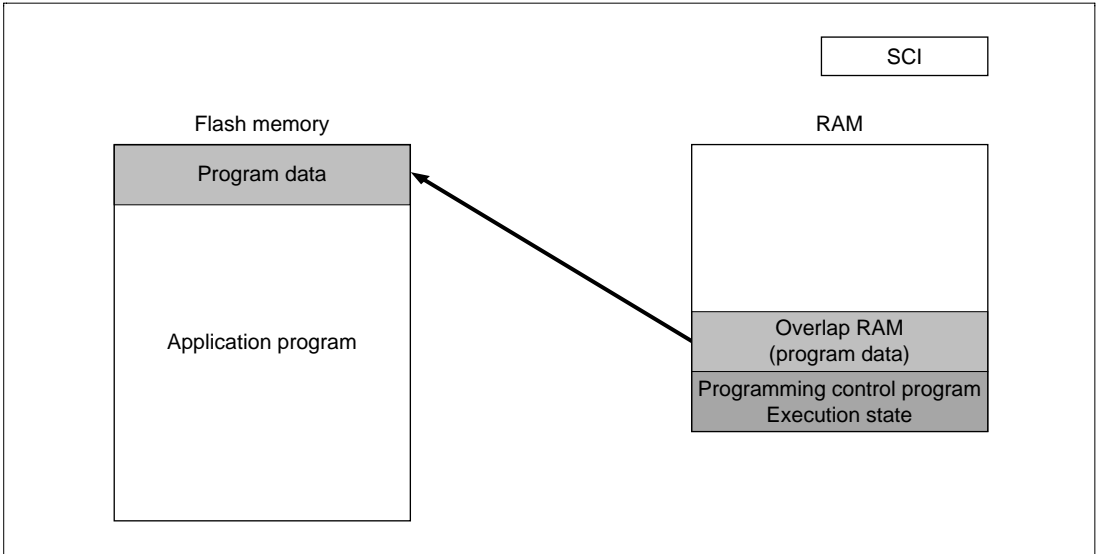 SCI
Flash memory
RAM
Program data
Application program
Overlap RAM
(program data)
Programming control program
Execution state